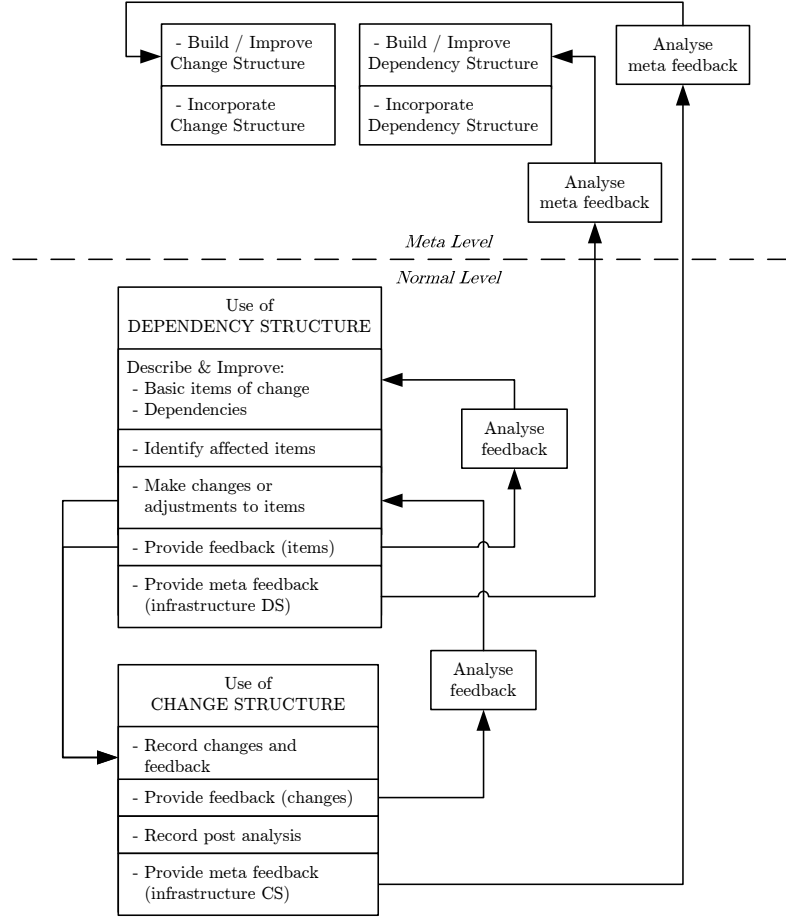 - Build / Improve
Change Structure
- Incorporate
Change Structure
- Build / Improve
Dependency Structure
- Incorporate
Dependency Structure
Analyse
meta feedback
Analyse
meta feedback
Meta Level
Normal Level
Use of
DEPENDENCY STRUCTURE
Describe & Improve:
- Basic items of change
- Dependencies
- Identify affected items
- Make changes or
adjustments to items
- Provide feedback (items)
- Provide meta feedback
(infrastructure DS)
Analyse
feedback
Analyse
feedback
Use of
CHANGE STRUCTURE
- Record changes and
feedback
- Provide feedback (changes)
- Record post analysis
- Provide meta feedback
(infrastructure CS)